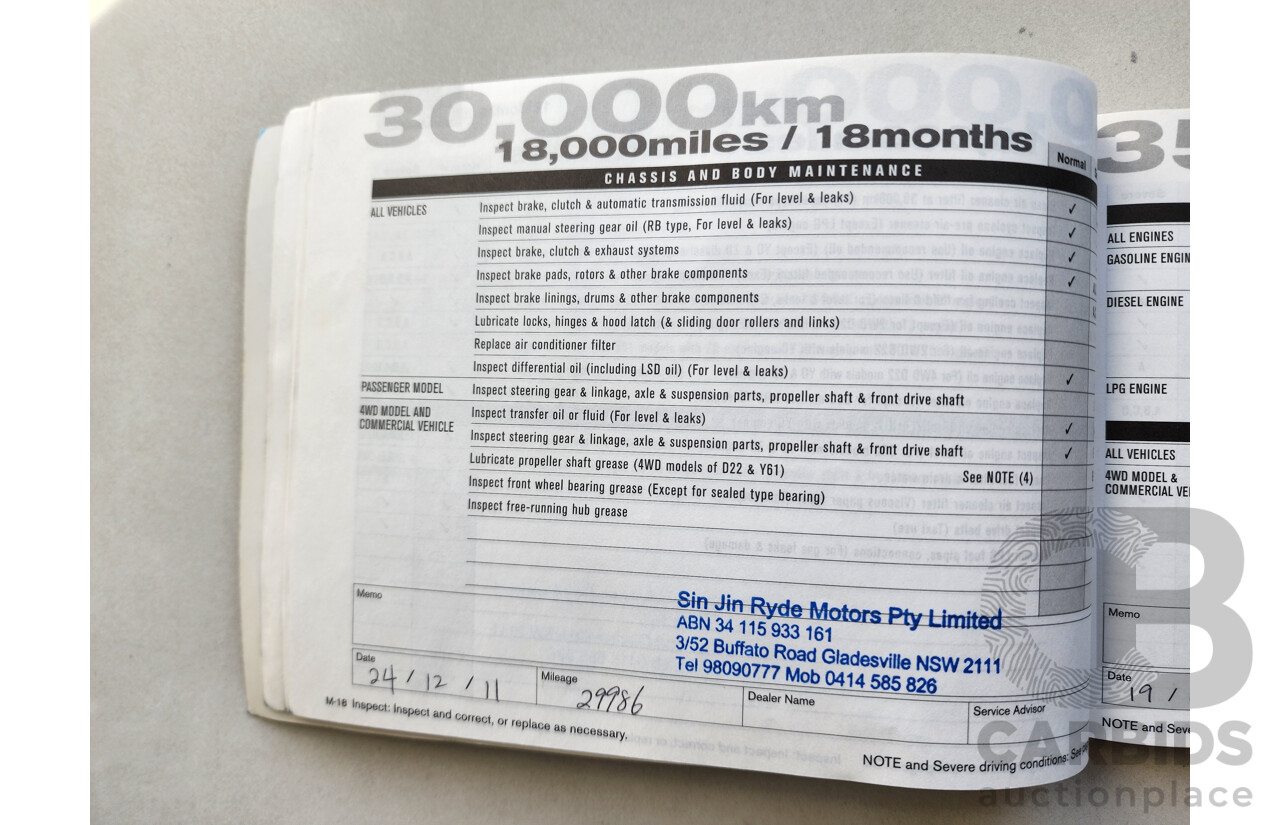 30,000km
18,000miles / 18months
Normal
CHASSIS AND BODY MAINTENANCE
ALL VEHICLES
Inspect brake, clutch & automatic transmission fluid (For level & leaks) ✓
Inspect manual steering gear oil (RB type, For level & leaks) ✓
Inspect brake, clutch & exhaust systems ✓
Inspect brake pads, rotors & other brake components ✓
Inspect brake linings, drums & other brake components
Lubricate locks, hinges & hood latch (& sliding door rollers and links)
Replace air conditioner filter
Inspect differential oil (including LSD oil) (For level & leaks) ✓
PASSENGER MODEL
Inspect steering gear & linkage, axle & suspension parts, propeller shaft & front drive shaft
4WD MODEL AND
COMMERCIAL VEHICLE
Inspect transfer oil or fluid (For level & leaks) ✓
Inspect steering gear & linkage, axle & suspension parts, propeller shaft & front drive shaft ✓
Lubricate propeller shaft grease (4WD models of D22 & Y61) See NOTE (4)
Inspect front wheel bearing grease (Except for sealed type bearing)
Inspect free-running hub grease
Memo
Sin Jin Ryde Motors Pty Limited
ABN 34 115 933 161
3/52 Buffato Road Gladesville NSW 2111
Tel 98090777 Mob 0414 585 826
Date
24 / 12 / 11
Mileage
29986
Dealer Name
Service Advisor
M-18 Inspect: Inspect and correct, or replace as necessary.
NOTE and Severe driving conditions: See
35
ALL ENGINES
GASOLINE ENGIN
DIESEL ENGINE
LPG ENGINE
ALL VEHICLES
4WD MODEL &
COMMERCIAL VE
Memo
Date
19 /
NOTE and Seve
CB
CARBIDS
auctionplace